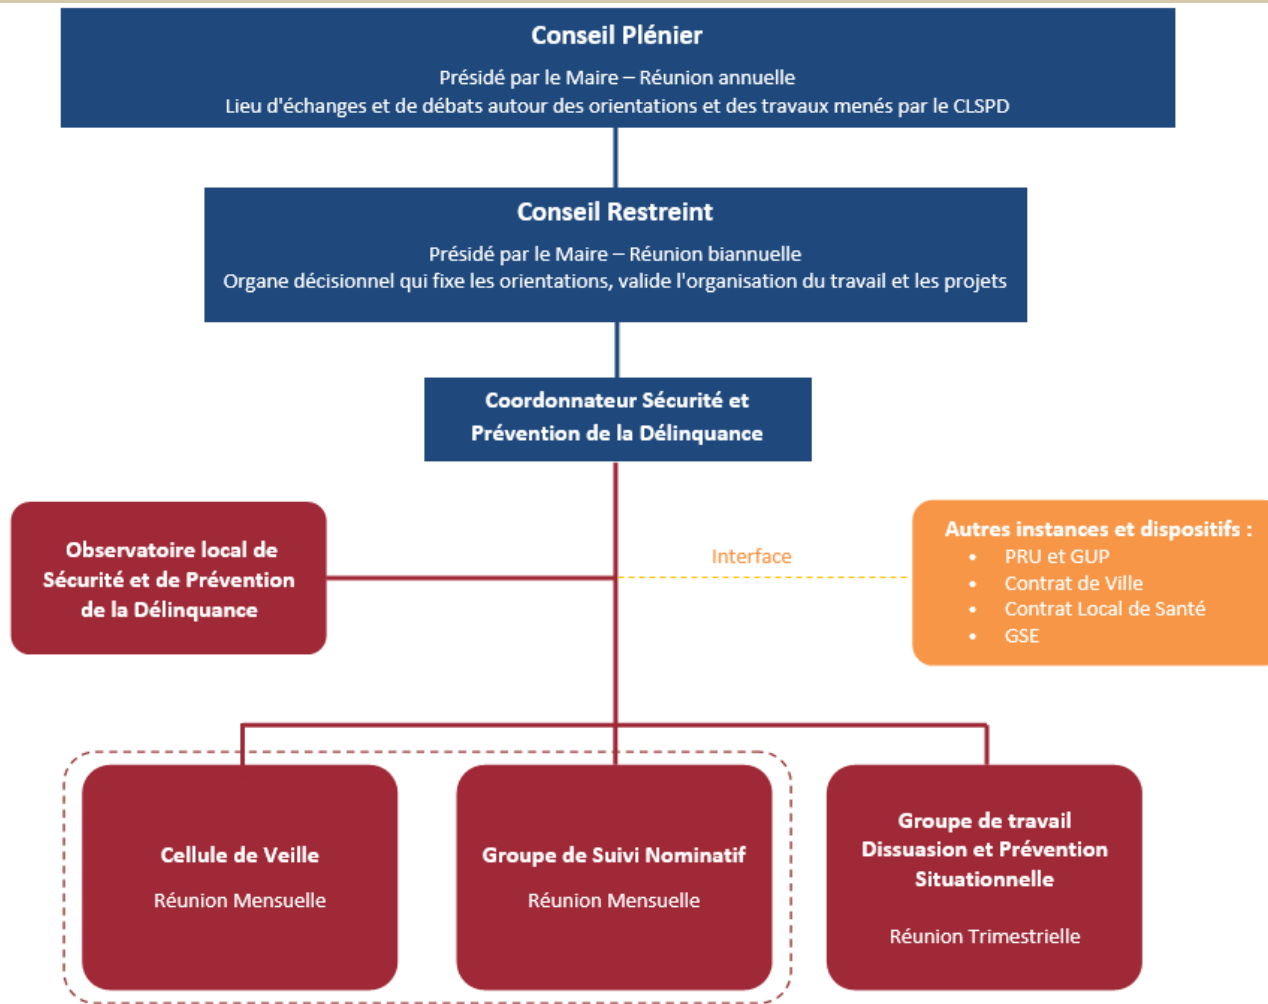 Conseil Plénier
Présidé par le Maire – Réunion annuelle
Lieu d'échanges et de débats autour des orientations et des travaux menés par le CLSPD
Conseil Restreint
Présidé par le Maire – Réunion biannuelle
Organe décisionnel qui fixe les orientations, valide l'organisation du travail et les projets
Coordonnateur Sécurité et
Prévention de la Délinquance
Observatoire local de
Sécurité et de Prévention
de la Délinquance
Interface
Autres instances et dispositifs :
• PRU et GUP
• Contrat de Ville
• Contrat Local de Santé
• GSE
Cellule de Veille
Réunion Mensuelle
Groupe de Suivi Nominatif
Réunion Mensuelle
Groupe de travail
Dissuasion et Prévention
Situationnelle
Réunion Trimestrielle